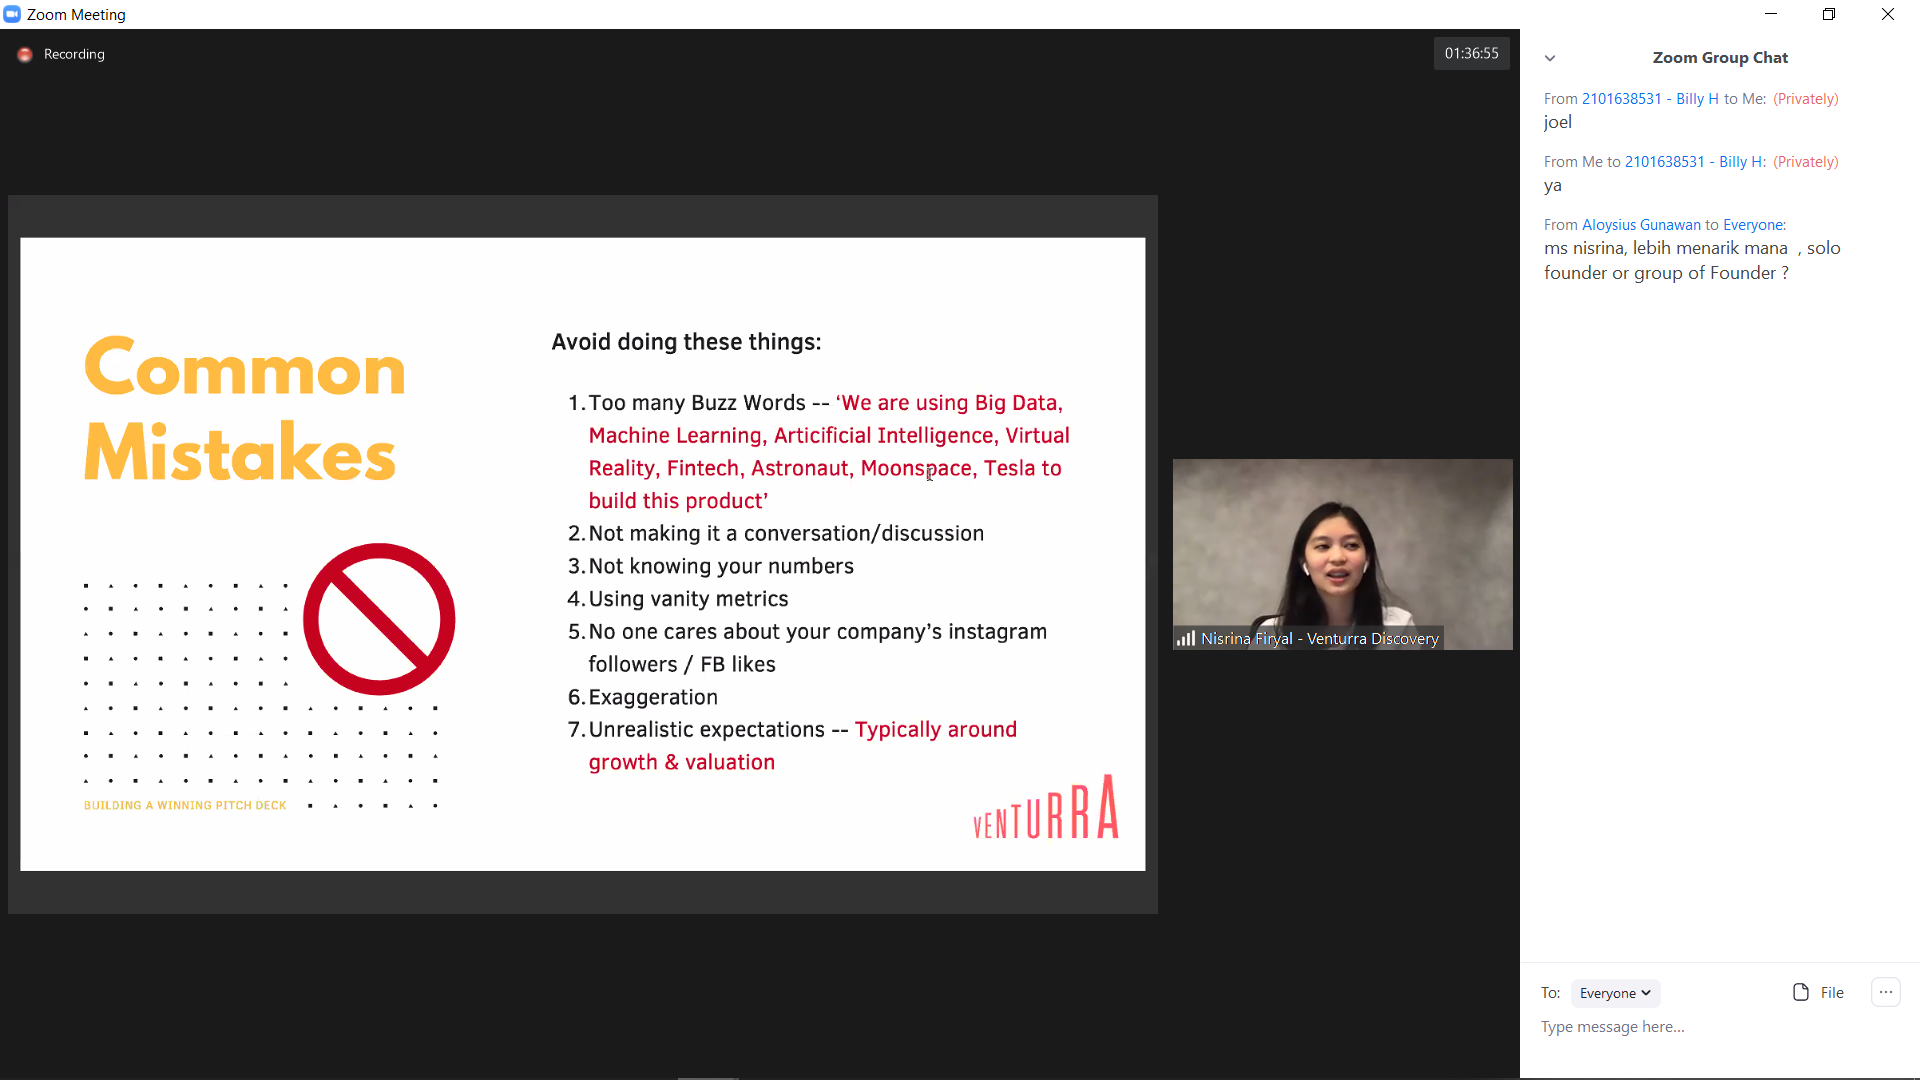 Zoom Meeting
Recording
01:36:55
Common
Mistakes
BUILDING A WINNING PITCH DECK
Avoid doing these things:
1. Too many Buzz Words -- ‘We are using Big Data,
Machine Learning, Articificial Intelligence, Virtual
Reality, Fintech, Astronaut, Moonspace, Tesla to
build this product’
2. Not making it a conversation/discussion
3. Not knowing your numbers
4. Using vanity metrics
5. No one cares about your company’s instagram
followers / FB likes
6. Exaggeration
7. Unrealistic expectations -- Typically around
growth & valuation
VENTURRA
Nisrina Firyal - Venturra Discovery
Zoom Group Chat
From 2101638531 - Billy H to Me: (Privately)
joel
From Me to 2101638531 - Billy H: (Privately)
ya
From Aloysius Gunawan to Everyone:
ms nisrina, lebih menarik mana , solo
founder or group of Founder ?
To: Everyone File ...
Type message here...